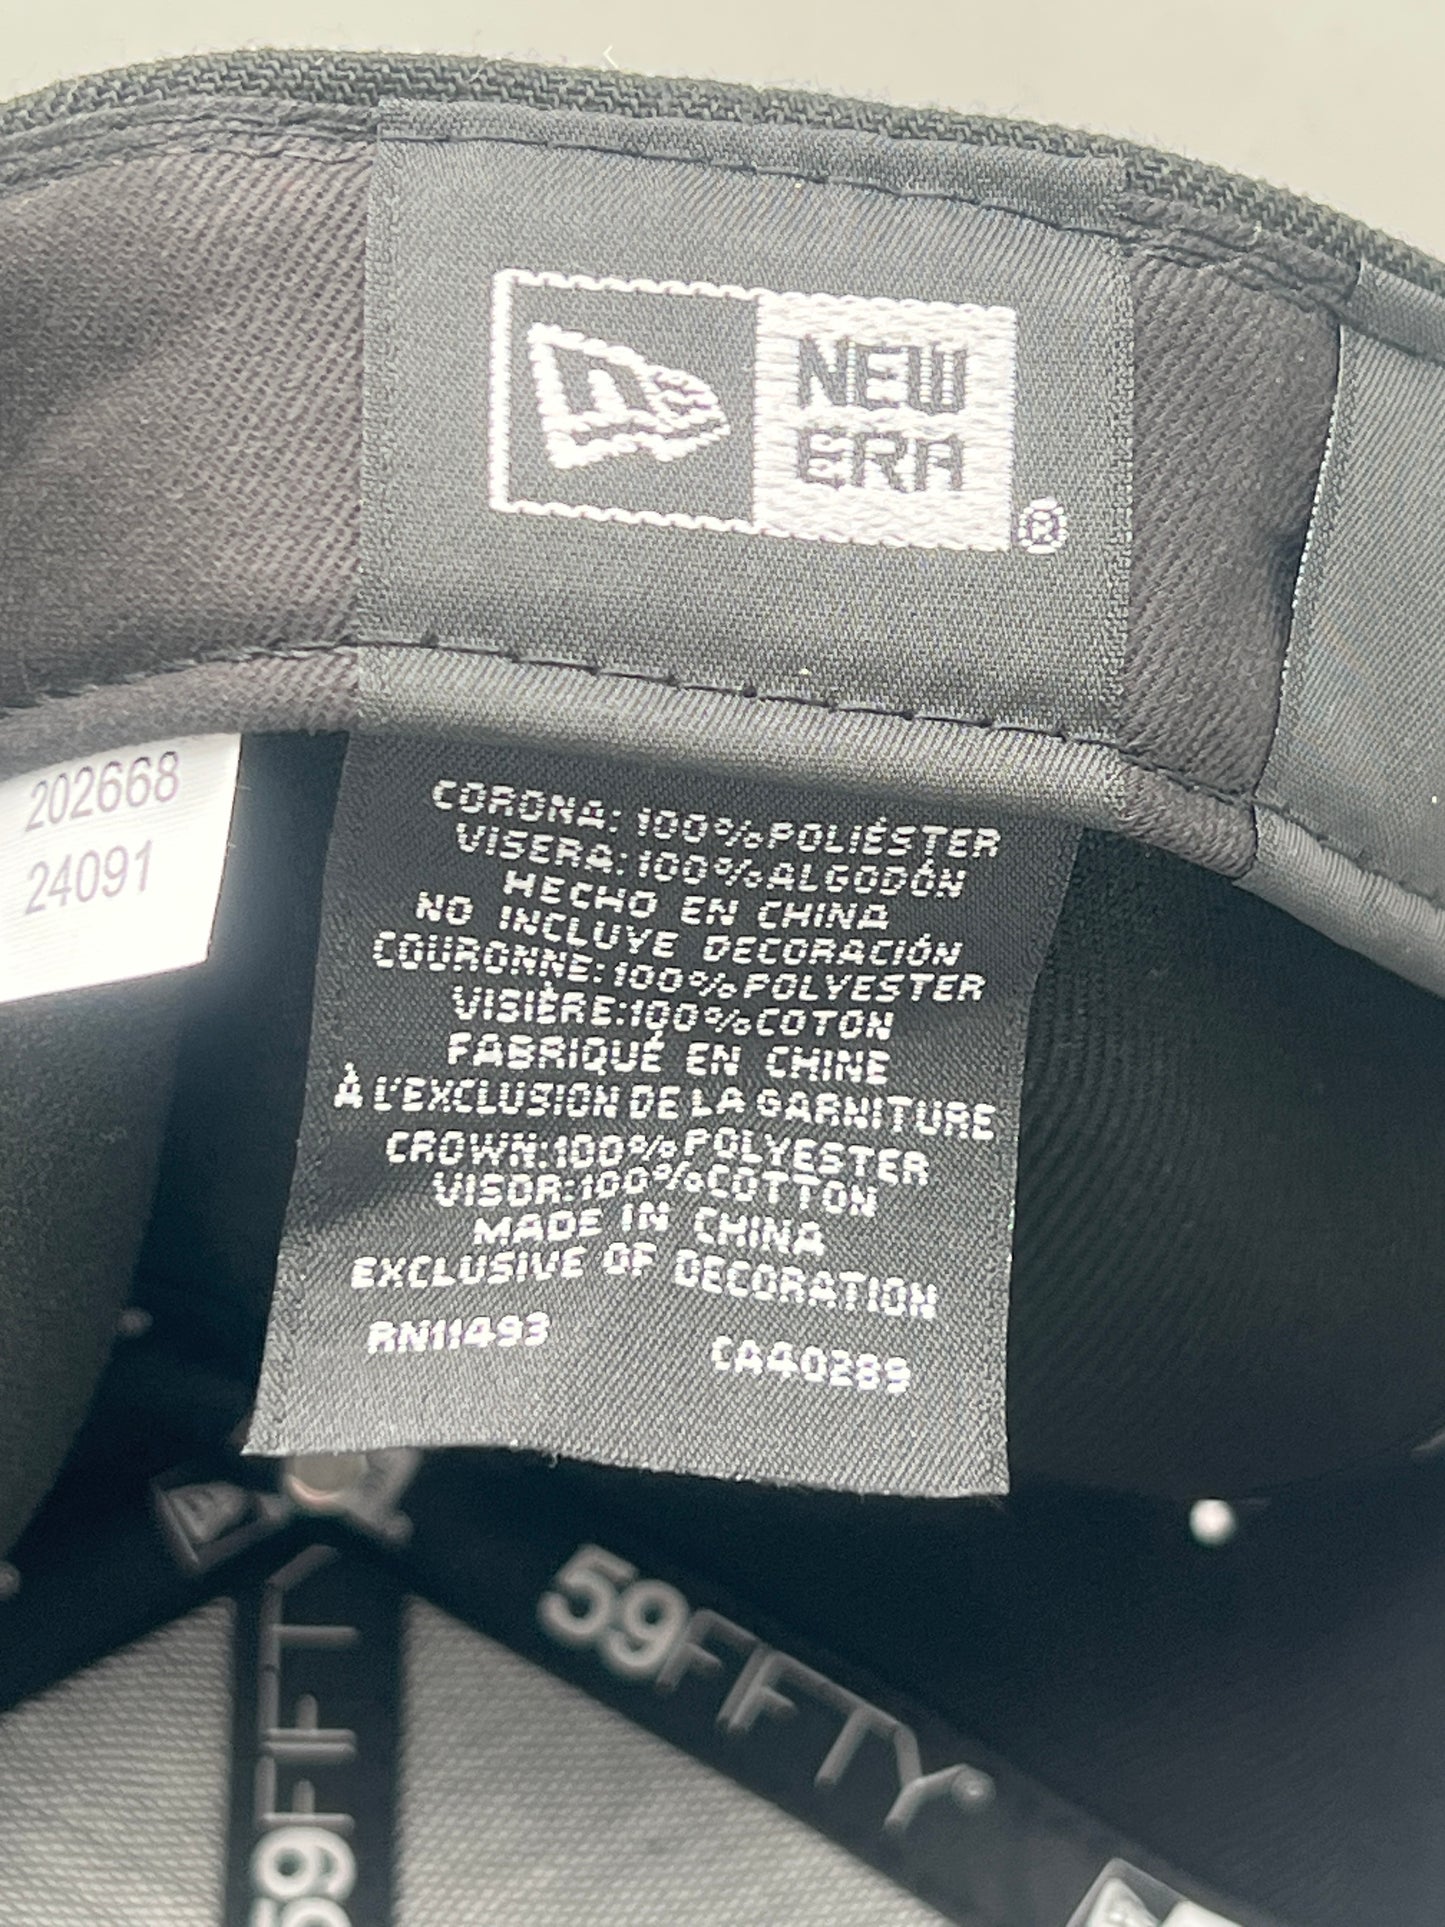 NEW
ERA
®
202668
24091
CORONA: 100% POLIÉSTER
VISERA: 100% ALGODÓN
HECHO EN CHINA
NO INCLUYE DECORACIÓN
COURONNE: 100% POLYESTER
VISIÈRE: 100% COTON
FABRIQUÉ EN CHINE
À L'EXCLUSION DE LA GARNITURE
CROWN: 100% POLYESTER
VISOR: 100% COTTON
MADE IN CHINA
EXCLUSIVE OF DECORATION
RN11493 CA40289
59FIFTY
59FIFTY